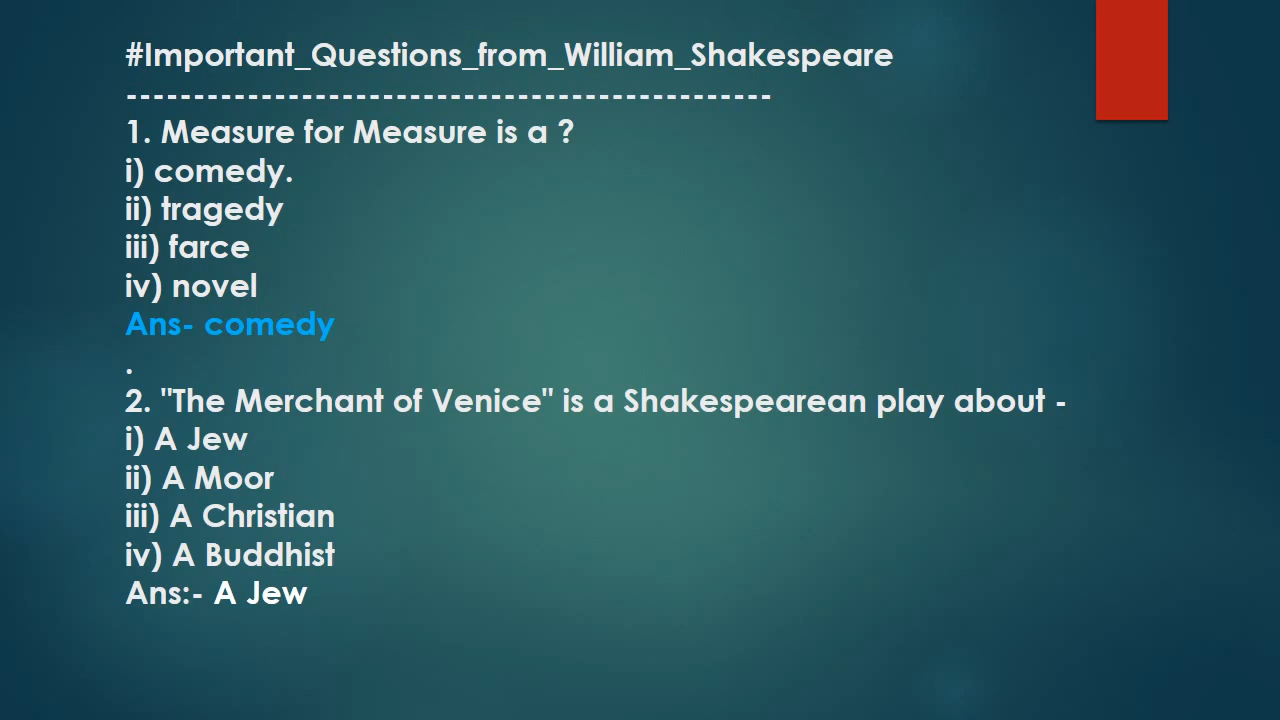 #Important_Questions_from_William_Shakespeare
------------------------------------------------
1. Measure for Measure is a ?
i) comedy.
ii) tragedy
iii) farce
iv) novel
Ans- comedy
.
2. "The Merchant of Venice" is a Shakespearean play about -
i) A Jew
ii) A Moor
iii) A Christian
iv) A Buddhist
Ans:- A Jew